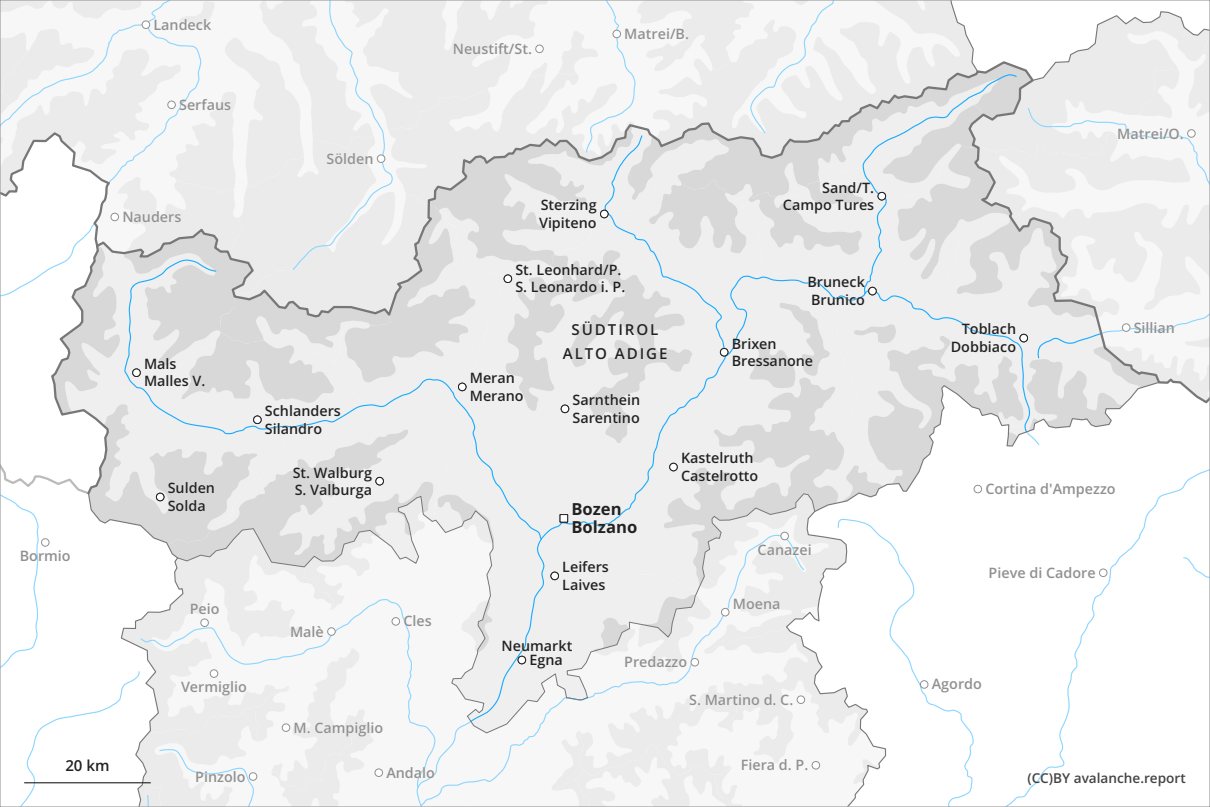 Landeck
Matrei/B.
Neustift/St.
Serfaus
Matrei/O.
Sölden
Sand/T.
Campo Tures
Nauders
Sterzing
Vipiteno
St. Leonhard/P.
S. Leonardo i. P.
Bruneck
Brunico
SÜDTIROL
ALTO ADIGE
Toblach
Dobbiaco
Sillian
Brixen
Bressanone
Mals
Malles V.
Meran
Merano
Schlanders
Silandro
Sarnthein
Sarentino
Kastelruth
Castelrotto
St. Walburg
S. Valburga
Sulden
Solda
Cortina d'Ampezzo
Bozen
Bolzano
Bormio
Canazei
Leifers
Laives
Pieve di Cadore
Peio
Moena
Malè
Cles
Neumarkt
Egna
Predazzo
Vermiglio
Agordo
S. Martino d. C.
M. Campiglio
20 km
Fiera d. P.
Pinzolo
Andalo
(CC)BY avalanche.report